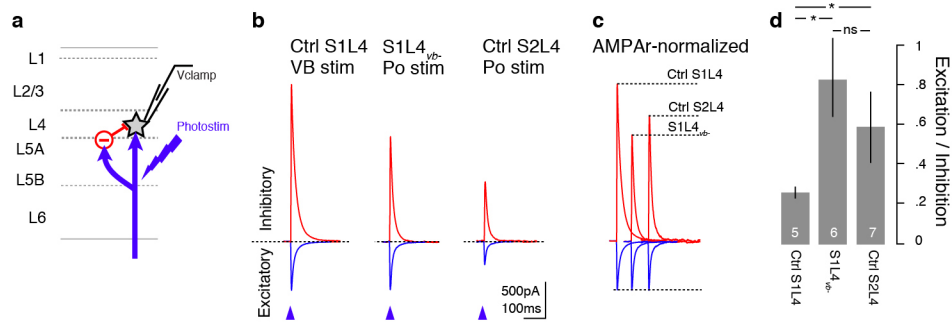 a
L1
L2/3
L4
L5A
L5B
L6
Vclamp
Photostim
b
Ctrl S1L4
VB stim
S1L4vb-
Po stim
Ctrl S2L4
Po stim
Inhibitory
Excitatory
500pA
100ms
c
AMPAr-normalized
Ctrl S1L4
Ctrl S2L4
S1L4vb-
d
*
*
ns
1
.8
.6
.4
.2
0
Excitation / Inhibition
5
6
7
Ctrl S1L4
S1L4vb-
Ctrl S2L4